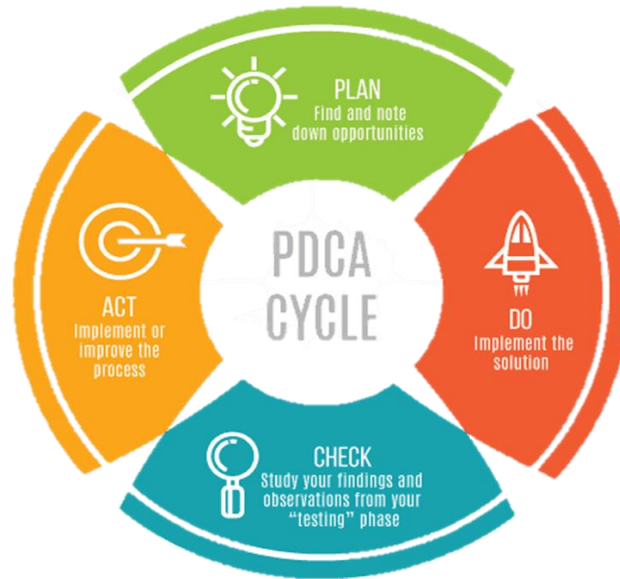 PLAN
Find and note
down opportunities
PDCA
CYCLE
DO
Implement the
solution
CHECK
Study your findings and
observations from your
“testing” phase
ACT
Implement or
improve the
process